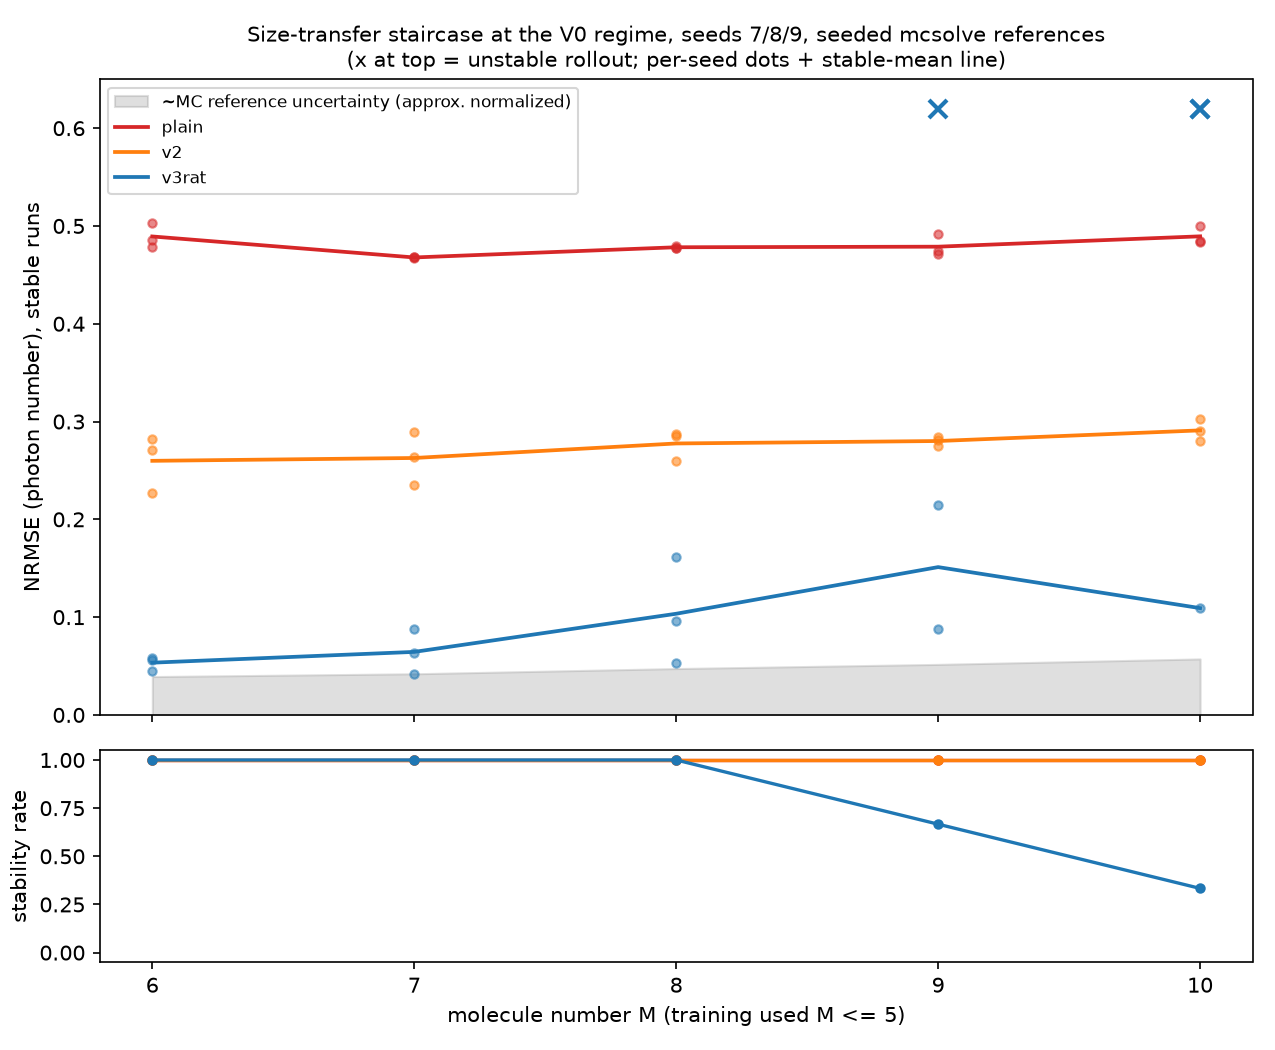 Size-transfer staircase at the V0 regime, seeds 7/8/9, seeded mcsolve references
(x at top = unstable rollout; per-seed dots + stable-mean line)
~MC reference uncertainty (approx. normalized)
plain
v2
v3rat
NRMSE (photon number), stable runs
0.6
0.5
0.4
0.3
0.2
0.1
0.0
stability rate
1.00
0.75
0.50
0.25
0.00
6 7 8 9 10
molecule number M (training used M <= 5)